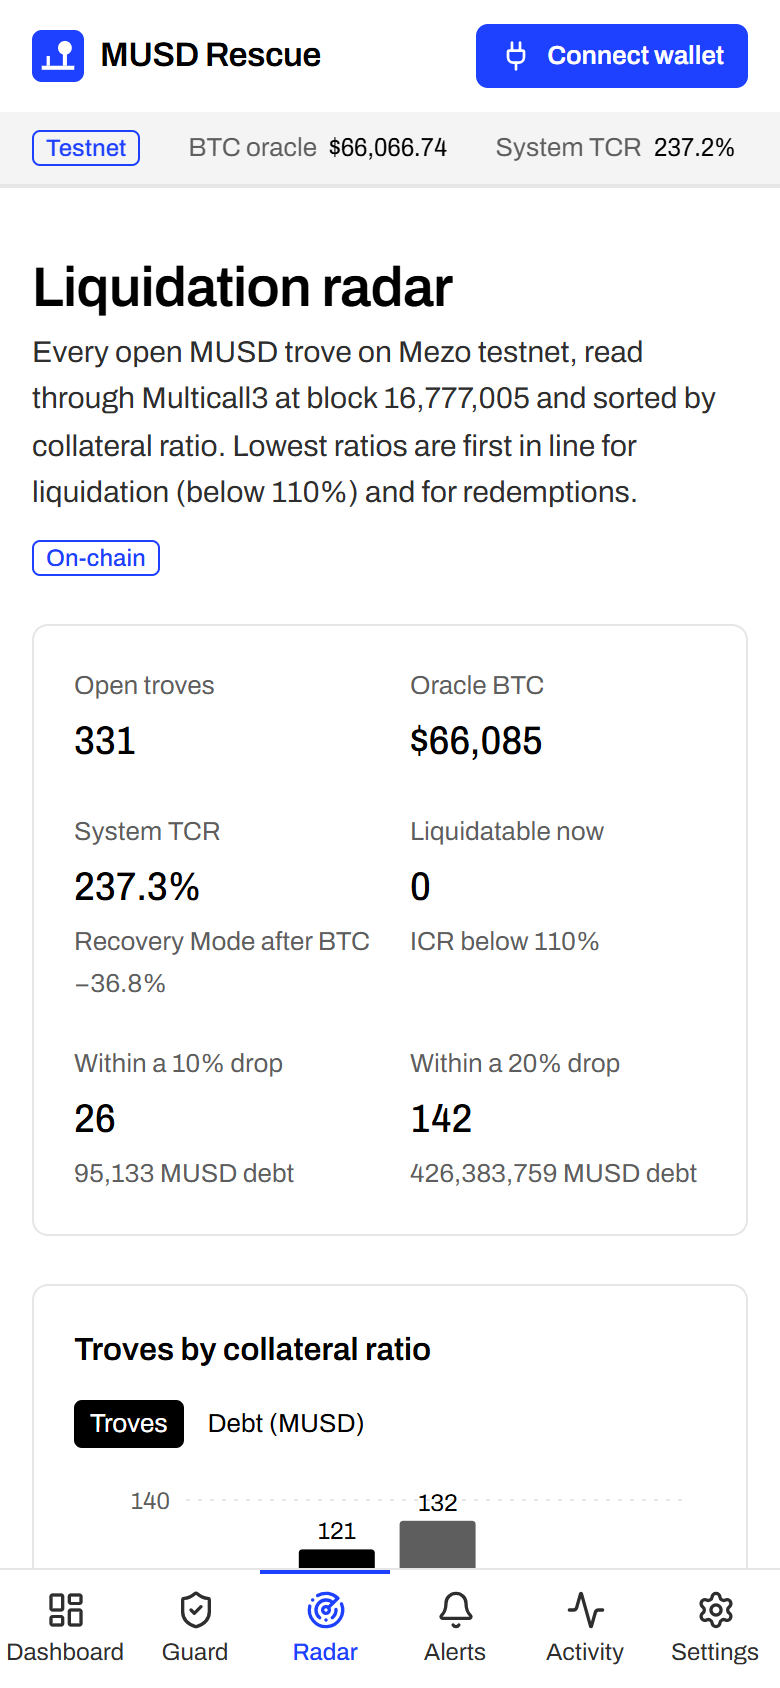 MUSD Rescue
Connect wallet
Testnet BTC oracle $66,066.74 System TCR 237.2%
Liquidation radar
Every open MUSD trove on Mezo testnet, read
through Multicall3 at block 16,777,005 and sorted by
collateral ratio. Lowest ratios are first in line for
liquidation (below 110%) and for redemptions.
On-chain
Open troves
331
Oracle BTC
$66,085
System TCR
237.3%
Recovery Mode after BTC
−36.8%
Liquidatable now
0
ICR below 110%
Within a 10% drop
26
95,133 MUSD debt
Within a 20% drop
142
426,383,759 MUSD debt
Troves by collateral ratio
Troves Debt (MUSD)
140
121
132
Dashboard Guard Radar Alerts Activity Settings